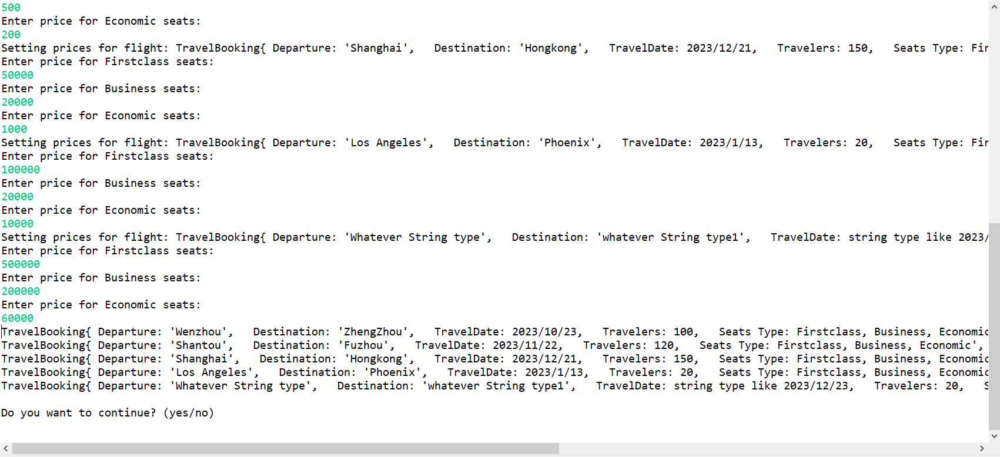 500
Enter price for Economic seats:
200
Setting prices for flight: TravelBooking{ Departure: 'Shanghai',   Destination: 'Hongkong',   TravelDate: 2023/12/21,   Travelers: 150,   Seats Type: Fir
Enter price for Firstclass seats:
50000
Enter price for Business seats:
20000
Enter price for Economic seats:
1000
Setting prices for flight: TravelBooking{ Departure: 'Los Angeles',   Destination: 'Phoenix',   TravelDate: 2023/1/13,   Travelers: 20,   Seats Type: Fir
Enter price for Firstclass seats:
100000
Enter price for Business seats:
20000
Enter price for Economic seats:
10000
Setting prices for flight: TravelBooking{ Departure: 'Whatever String type',   Destination: 'whatever String type1',   TravelDate: string type like 2023/
Enter price for Firstclass seats:
500000
Enter price for Business seats:
200000
Enter price for Economic seats:
60000
TravelBooking{ Departure: 'Wenzhou',   Destination: 'ZhengZhou',   TravelDate: 2023/10/23,   Travelers: 100,   Seats Type: Firstclass, Business, Economic
TravelBooking{ Departure: 'Shantou',   Destination: 'Fuzhou',   TravelDate: 2023/11/22,   Travelers: 120,   Seats Type: Firstclass, Business, Economic',
TravelBooking{ Departure: 'Shanghai',   Destination: 'Hongkong',   TravelDate: 2023/12/21,   Travelers: 150,   Seats Type: Firstclass, Business, Economic
TravelBooking{ Departure: 'Los Angeles',   Destination: 'Phoenix',   TravelDate: 2023/1/13,   Travelers: 20,   Seats Type: Firstclass, Business, Economic
TravelBooking{ Departure: 'Whatever String type',   Destination: 'whatever String type1',   TravelDate: string type like 2023/12/23,   Travelers: 20,   S
Do you want to continue? (yes/no)